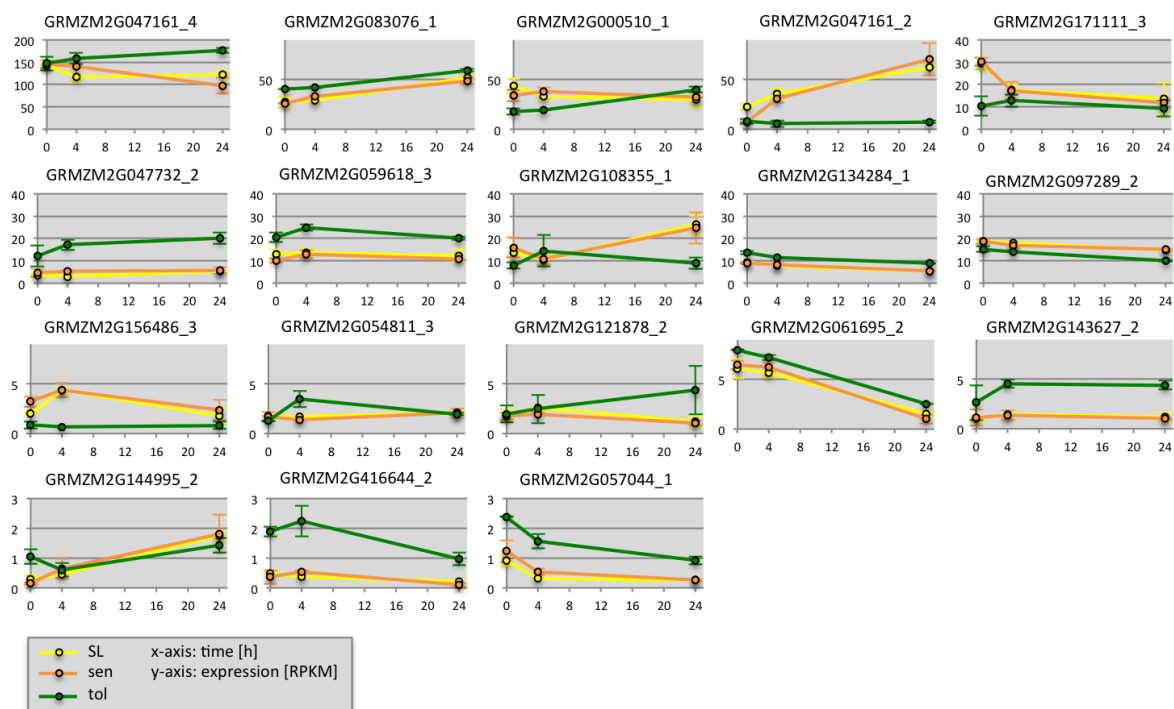 GRMZM2G047161_4 GRMZM2G083076_1 GRMZM2G000510_1 GRMZM2G047161_2 GRMZM2G171111_3
200 150 100 50 0
50 0
50 0
50 0
40 30 20 10 0
0 4 8 12 16 20 24 0 4 8 12 16 20 24 0 4 8 12 16 20 24 0 4 8 12 16 20 24 0 4 8 12 16 20 24
GRMZM2G047732_2 GRMZM2G059618_3 GRMZM2G108355_1 GRMZM2G134284_1 GRMZM2G097289_2
40 30 20 10 0
40 30 20 10 0
40 30 20 10 0
40 30 20 10 0
40 30 20 10 0
0 4 8 12 16 20 24 0 4 8 12 16 20 24 0 4 8 12 16 20 24 0 4 8 12 16 20 24 0 4 8 12 16 20 24
GRMZM2G156486_3 GRMZM2G054811_3 GRMZM2G121878_2 GRMZM2G061695_2 GRMZM2G143627_2
5 0
5 0
5 0
5 0
5 0
0 4 8 12 16 20 24 0 4 8 12 16 20 24 0 4 8 12 16 20 24 0 4 8 12 16 20 24 0 4 8 12 16 20 24
GRMZM2G144995_2 GRMZM2G416644_2 GRMZM2G057044_1
3 2 1 0
3 2 1 0
3 2 1 0
0 4 8 12 16 20 24 0 4 8 12 16 20 24 0 4 8 12 16 20 24
SL x-axis: time [h]
sen y-axis: expression [RPKM]
tol